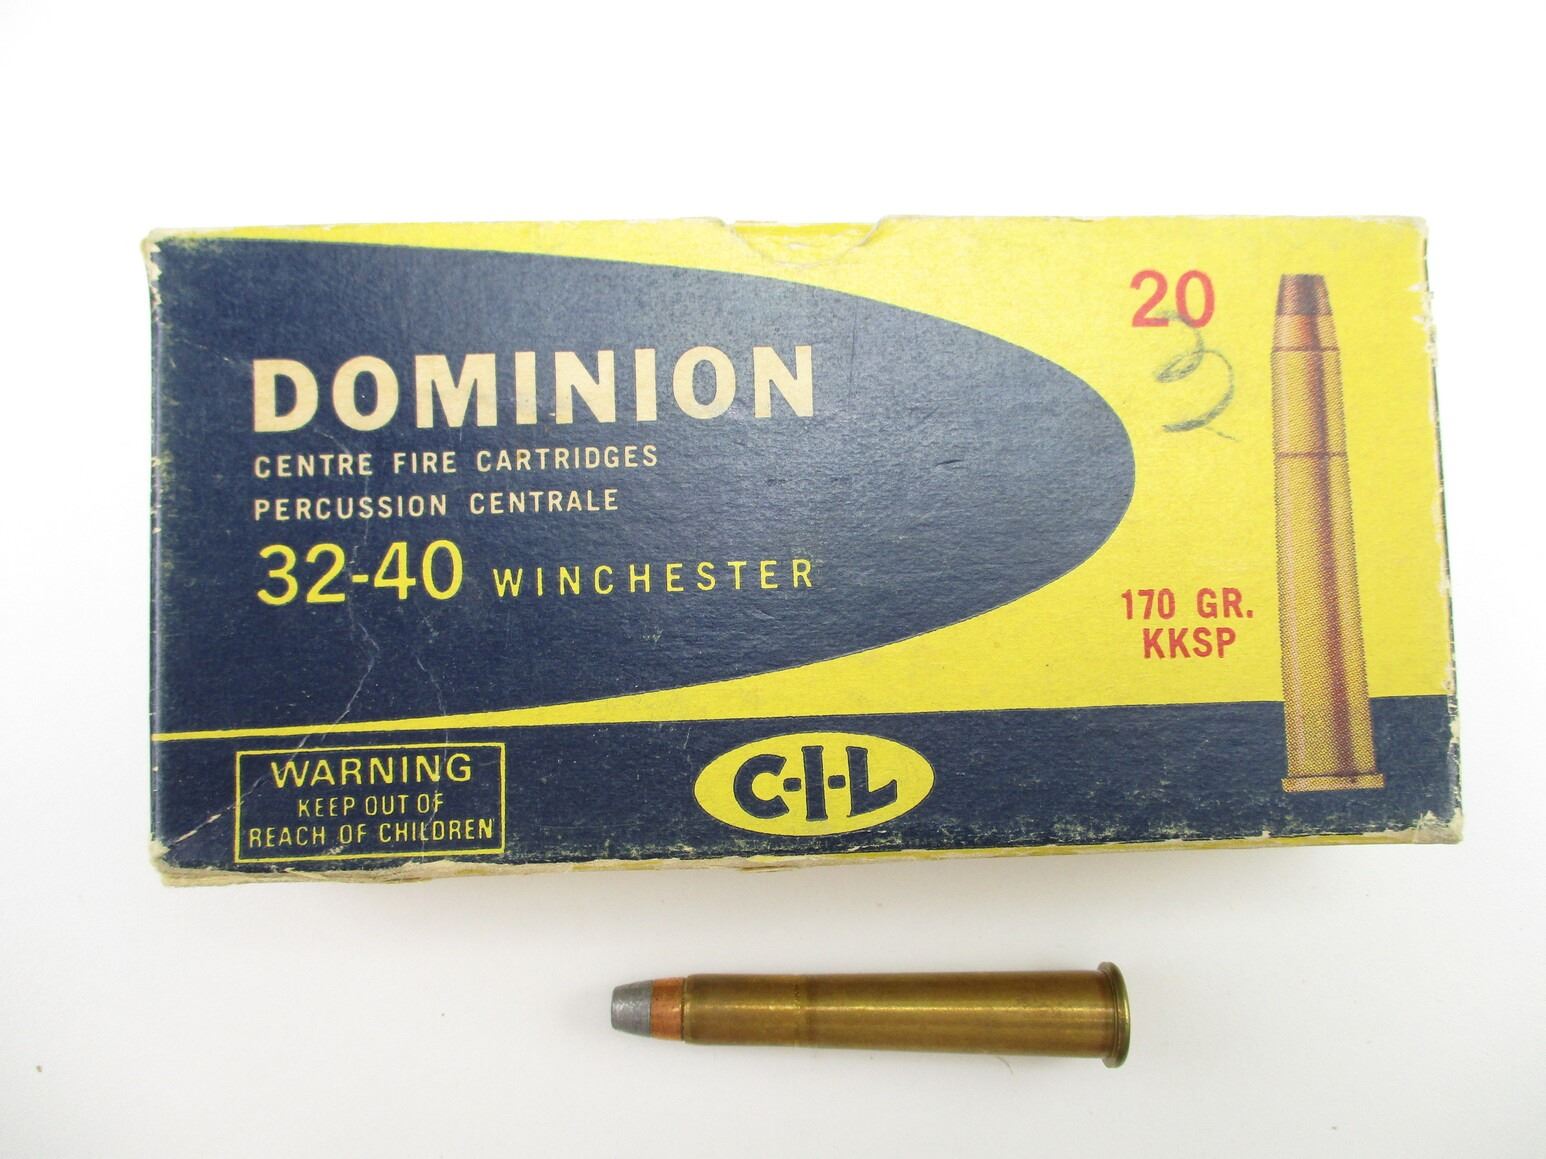 DOMINION
CENTRE FIRE CARTRIDGES
PERCUSSION CENTRALE
32-40 WINCHESTER
20
170 GR.
KKSP
WARNING
KEEP OUT OF
REACH OF CHILDREN
C-I-L